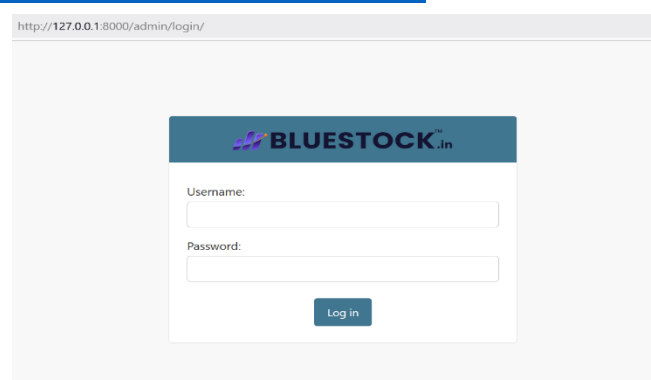 http://127.0.0.1:8000/admin/login/
BLUESTOCK™.in
Username:
Password:
Log in